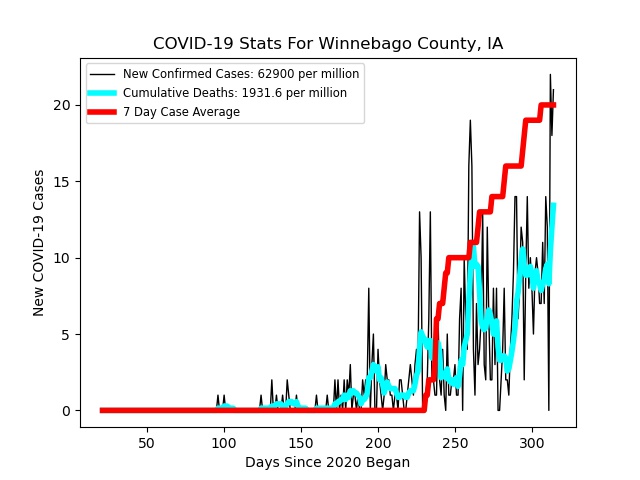 COVID-19 Stats For Winnebago County, IA
New Confirmed Cases: 62900 per million
Cumulative Deaths: 1931.6 per million
7 Day Case Average
20
15
10
5
0
New COVID-19 Cases
50 100 150 200 250 300
Days Since 2020 Began